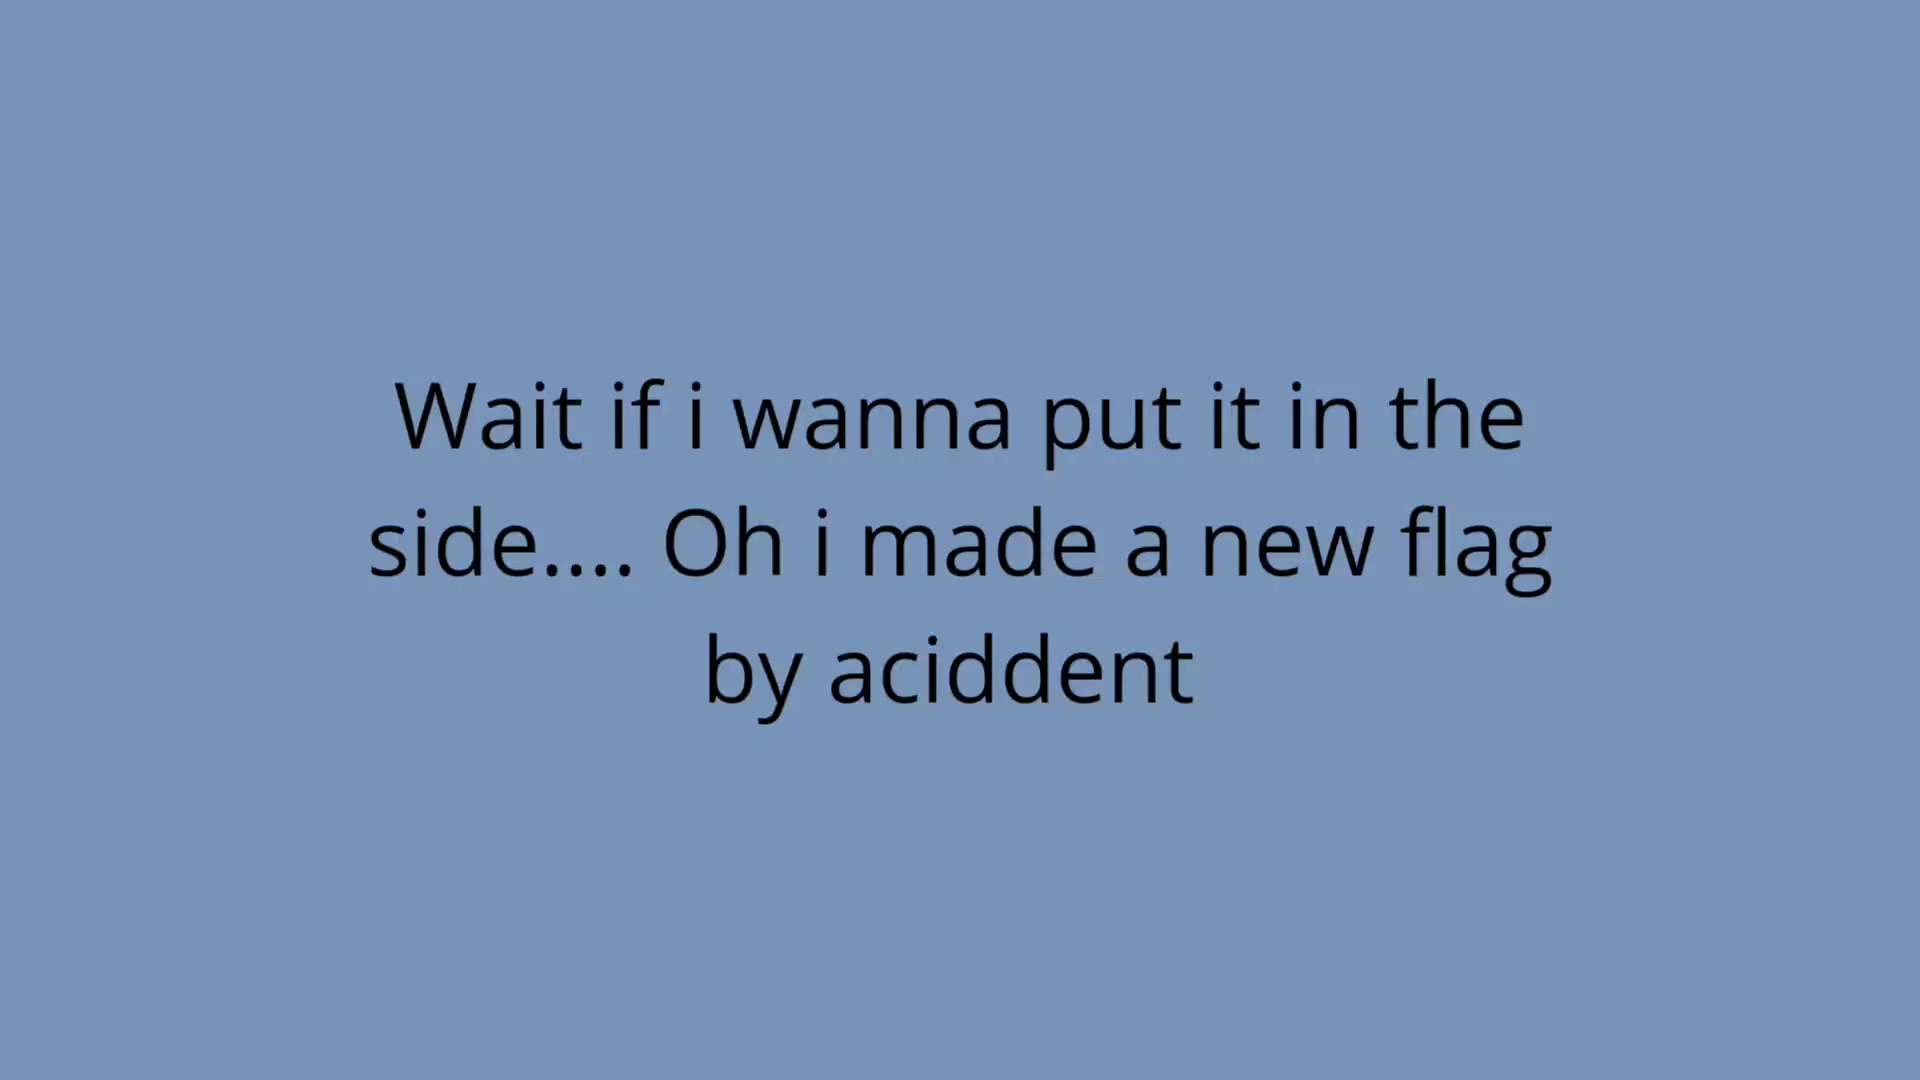 Wait if i wanna put it in the
side.... Oh i made a new flag
by aciddent